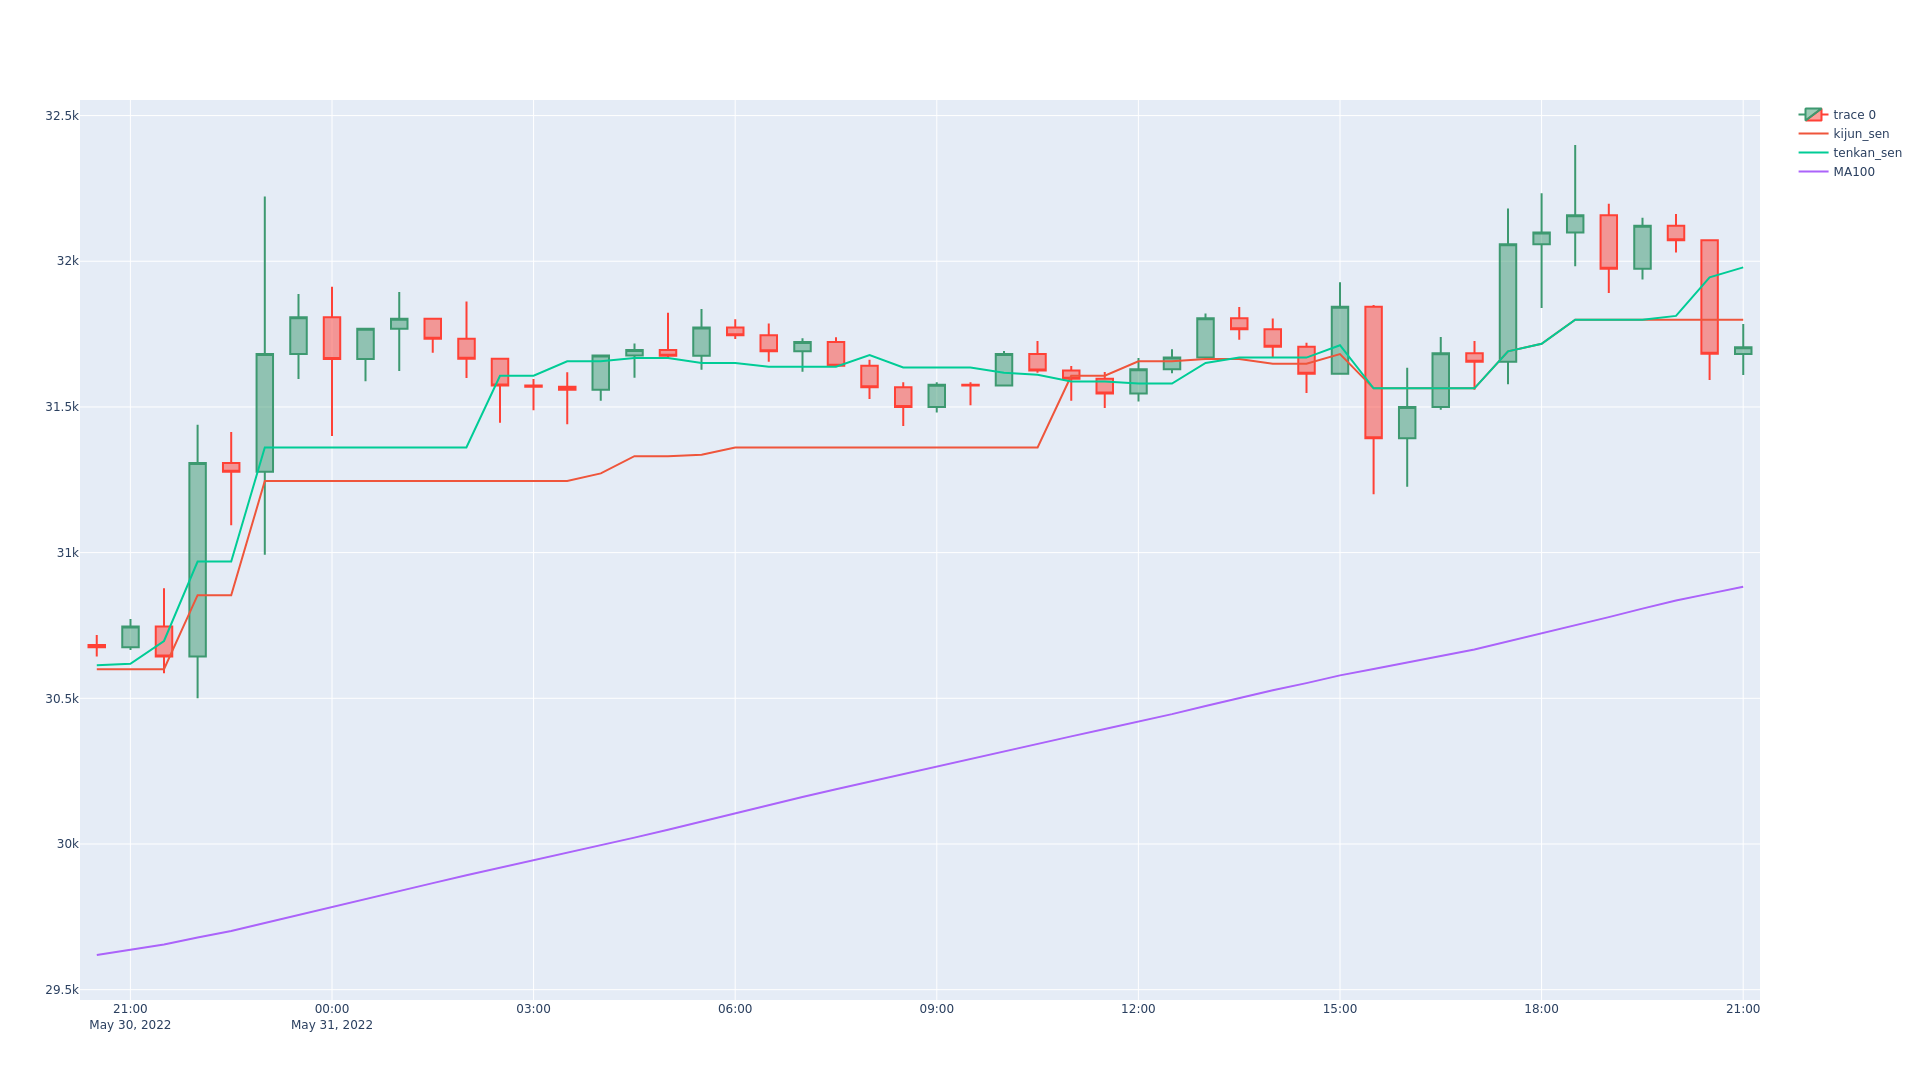 32.5k
32k
31.5k
31k
30.5k
30k
29.5k
21:00
May 30, 2022
00:00
May 31, 2022
03:00
06:00
09:00
12:00
15:00
18:00
21:00
trace 0
kijun_sen
tenkan_sen
MA100